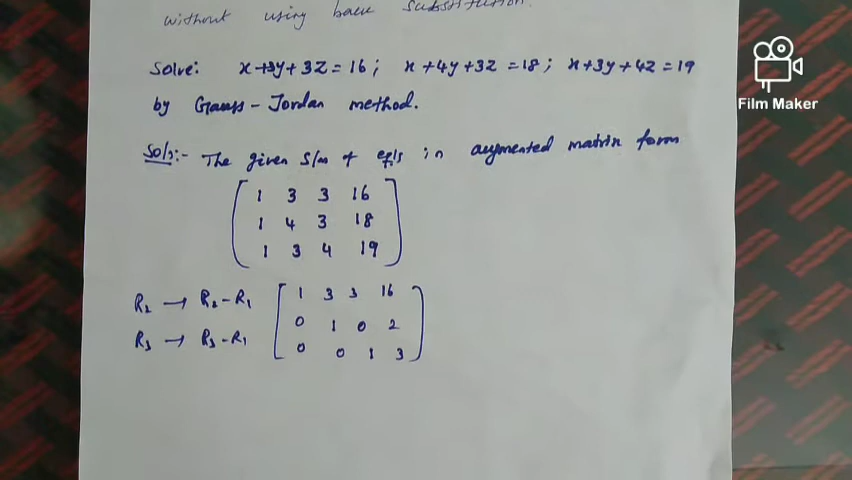 without using back substitution.
Solve: x+3y+3z=16; x+4y+3z=18; x+3y+4z=19
by Gauss-Jordan method.
Film Maker
Sol:- The given S/m of eq/s in augmented matrix form
1 3 3 16
1 4 3 18
1 3 4 19
R₂ → R₂-R₁
R₃ → R₃-R₁
1 3 3 16
0 1 0 2
0 0 1 3